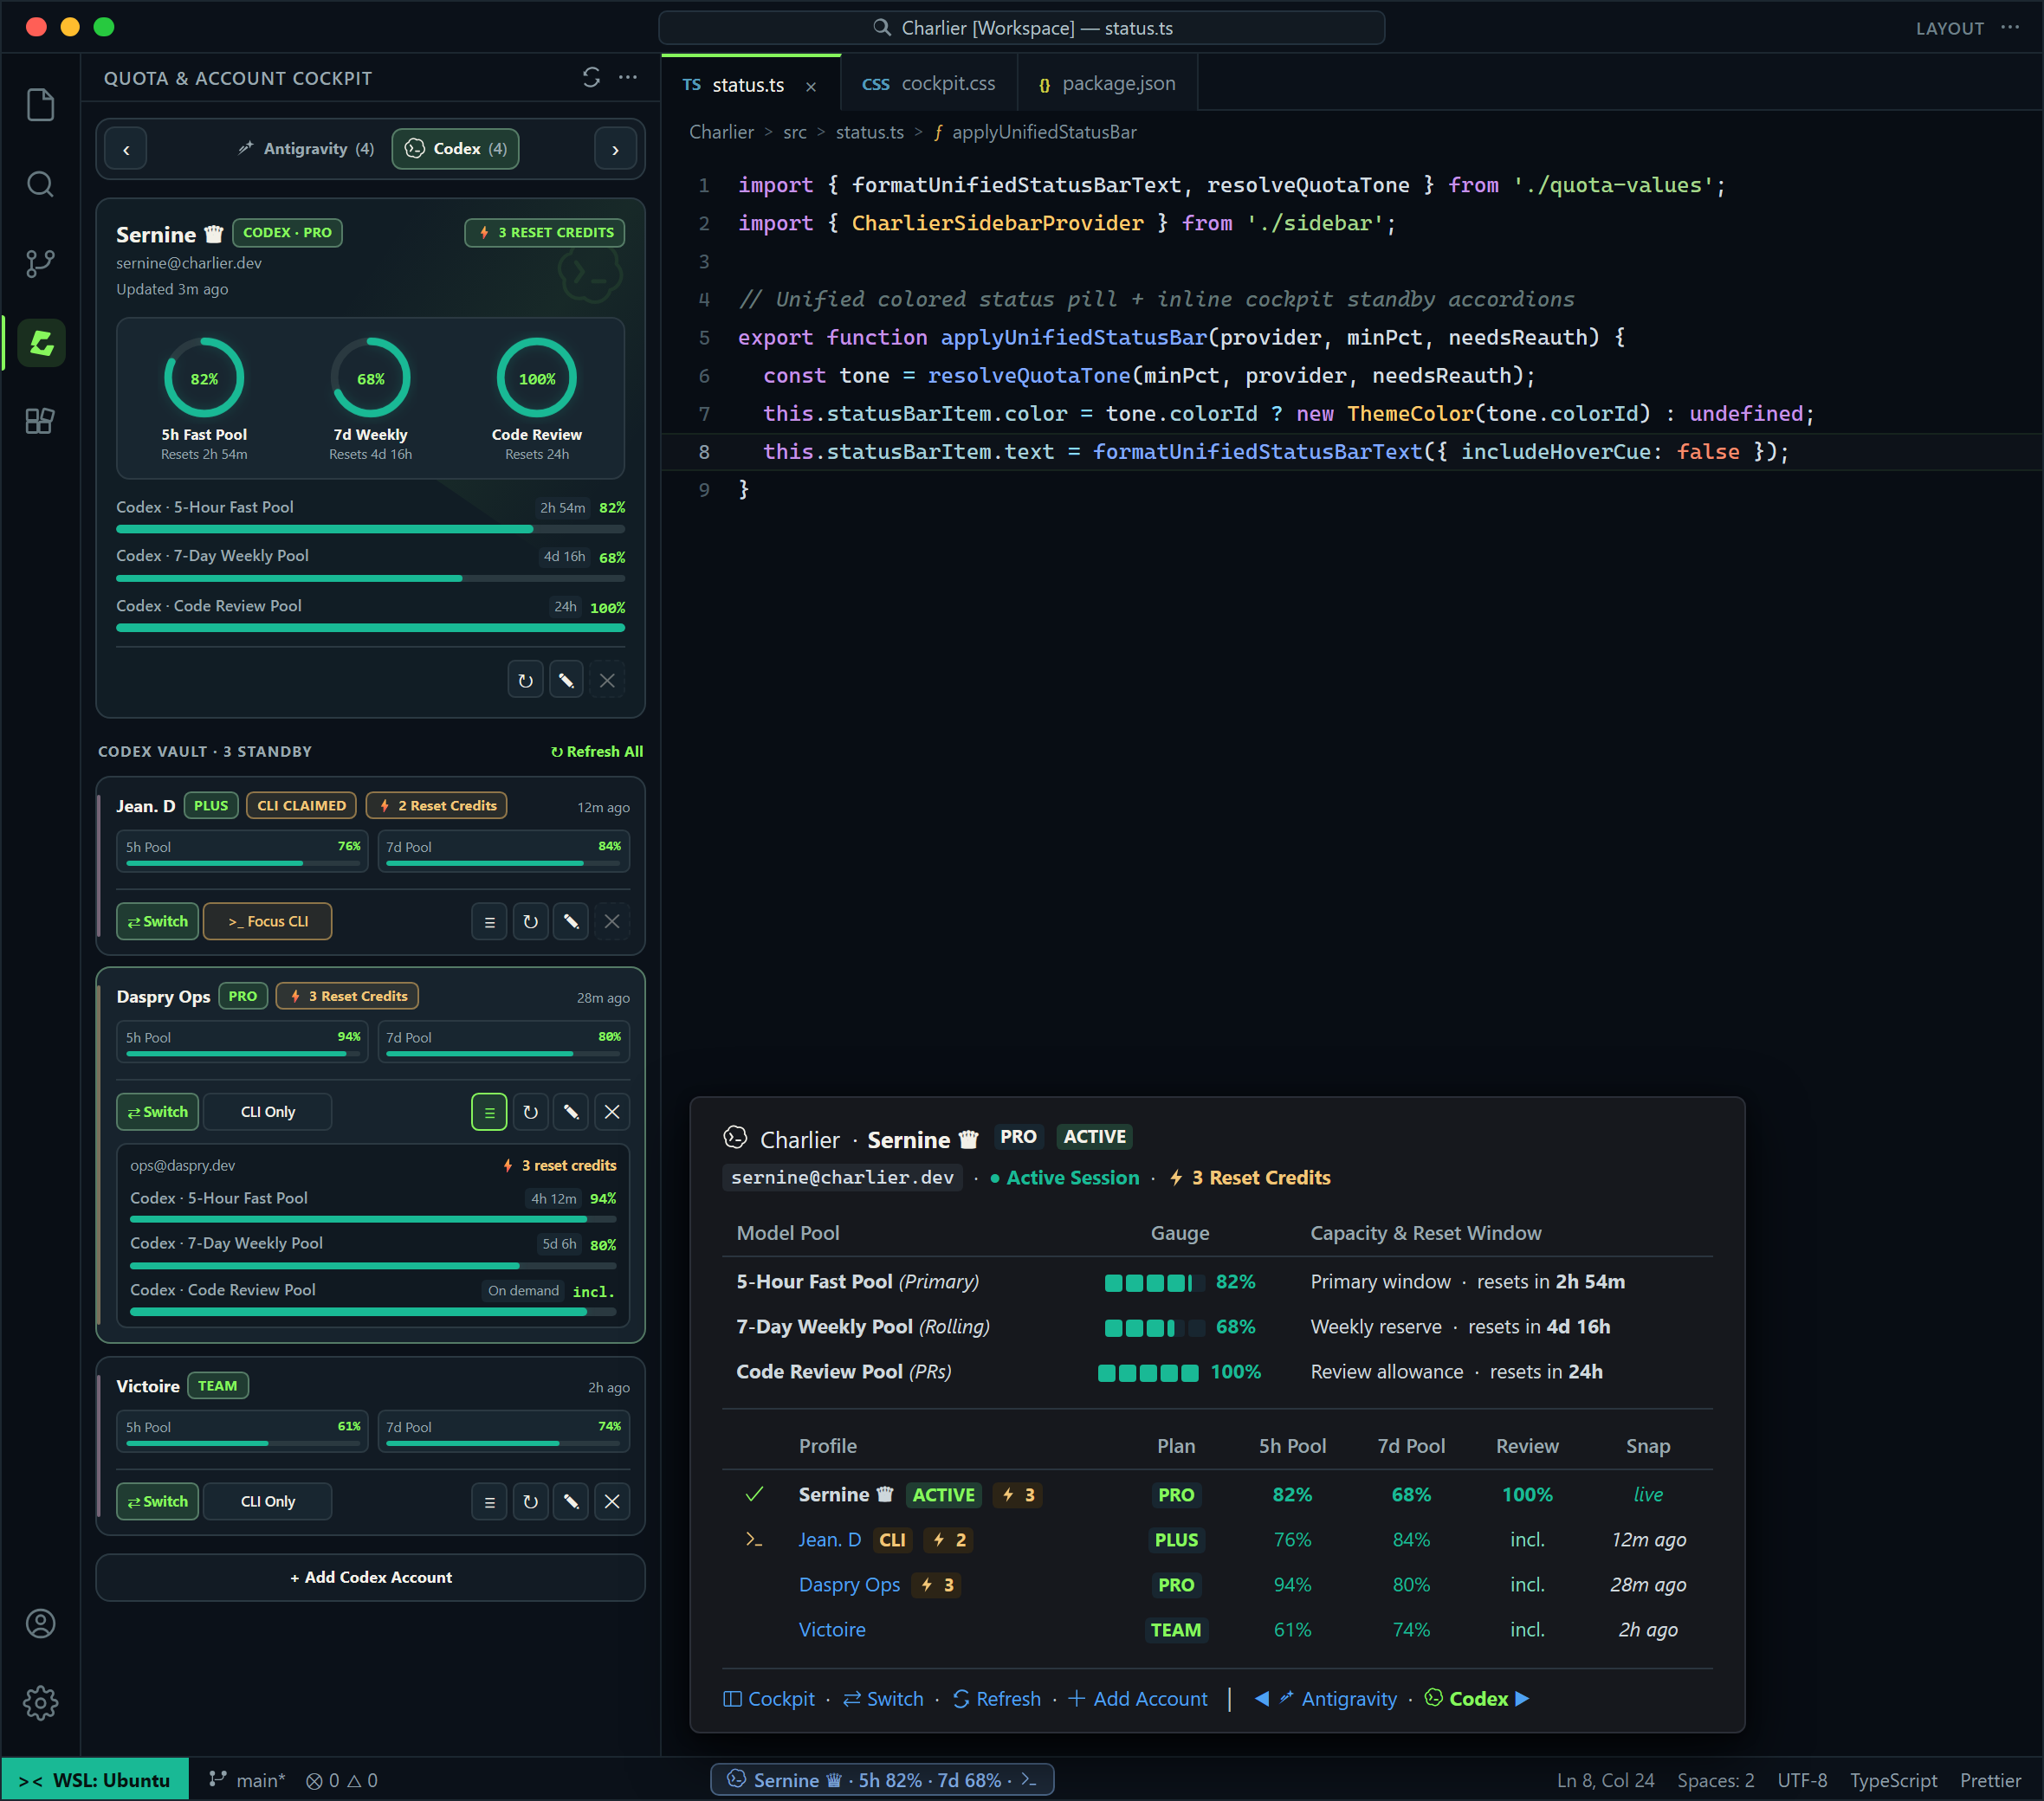 Charlier [Workspace] — status.ts
LAYOUT ···
QUOTA & ACCOUNT COCKPIT
‹ Antigravity (4) Codex (4) ›
Sernine ♛ CODEX · PRO ⚡ 3 RESET CREDITS
sernine@charlier.dev
Updated 3m ago
82% 68% 100%
5h Fast Pool 7d Weekly Code Review
Resets 2h 54m Resets 4d 16h Resets 24h
Codex · 5-Hour Fast Pool 2h 54m 82%
Codex · 7-Day Weekly Pool 4d 16h 68%
Codex · Code Review Pool 24h 100%
CODEX VAULT · 3 STANDBY ↻ Refresh All
Jean. D PLUS CLI CLAIMED ⚡ 2 Reset Credits 12m ago
5h Pool 76% 7d Pool 84%
⇄ Switch >_ Focus CLI
Daspry Ops PRO ⚡ 3 Reset Credits 28m ago
5h Pool 94% 7d Pool 80%
⇄ Switch CLI Only
ops@daspry.dev ⚡ 3 reset credits
Codex · 5-Hour Fast Pool 4h 12m 94%
Codex · 7-Day Weekly Pool 5d 6h 80%
Codex · Code Review Pool On demand incl.
Victoire TEAM 2h ago
5h Pool 61% 7d Pool 74%
⇄ Switch CLI Only
+ Add Codex Account
TS status.ts × CSS cockpit.css {} package.json
Charlier > src > status.ts > ƒ applyUnifiedStatusBar
1 import { formatUnifiedStatusBarText, resolveQuotaTone } from './quota-values';
2 import { CharlierSidebarProvider } from './sidebar';
3
4 // Unified colored status pill + inline cockpit standby accordions
5 export function applyUnifiedStatusBar(provider, minPct, needsReauth) {
6 const tone = resolveQuotaTone(minPct, provider, needsReauth);
7 this.statusBarItem.color = tone.colorId ? new ThemeColor(tone.colorId) : undefined;
8 this.statusBarItem.text = formatUnifiedStatusBarText({ includeHoverCue: false });
9 }
Charlier · Sernine ♛ PRO ACTIVE
sernine@charlier.dev · ● Active Session · ⚡ 3 Reset Credits
Model Pool Gauge Capacity & Reset Window
5-Hour Fast Pool (Primary) 82% Primary window · resets in 2h 54m
7-Day Weekly Pool (Rolling) 68% Weekly reserve · resets in 4d 16h
Code Review Pool (PRs) 100% Review allowance · resets in 24h
Profile Plan 5h Pool 7d Pool Review Snap
✓ Sernine ♛ ACTIVE ⚡ 3 PRO 82% 68% 100% live
>_ Jean. D CLI ⚡ 2 PLUS 76% 84% incl. 12m ago
Daspry Ops ⚡ 3 PRO 94% 80% incl. 28m ago
Victoire TEAM 61% 74% incl. 2h ago
Cockpit · ⇄ Switch · Refresh · + Add Account | ◀ Antigravity · Codex ▶
>< WSL: Ubuntu main* 0 0 Sernine ♛ · 5h 82% · 7d 68% · >_ Ln 8, Col 24 Spaces: 2 UTF-8 TypeScript Prettier